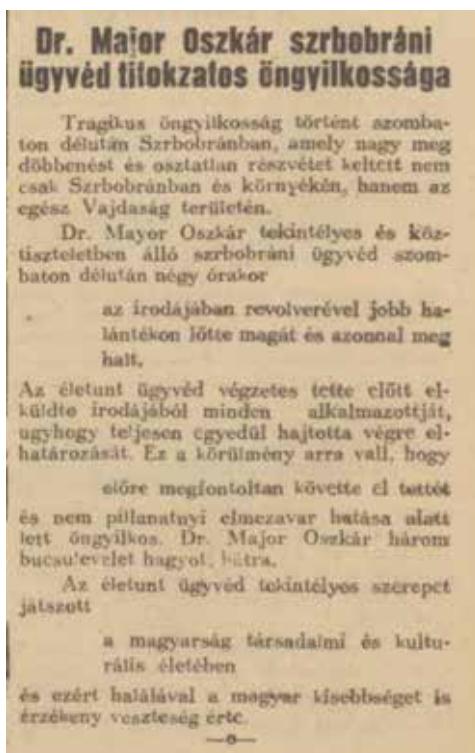 Dr. Major Oszkár szrbobráni
ügyvéd titokzatos öngyilkossága
Tragikus öngyilkosság történt szomba-
ton délután Szrbobránban, amely nagy meg
döbbenést és osztatlan részvétet keltett nem
csak Szrbobránban és környékén, hanem az
egész Vajdaság területén.
Dr. Mayor Oszkár tekintélyes és köz-
tiszteletben álló szrbobráni ügyvéd szom-
baton délután négy órakor
az irodájában revolverével jobb ha-
lántékon lőtte magát és azonnal meg
halt.
Az életunt ügyvéd végzetes tette előtt el-
küldte irodájából minden alkalmazottját,
ugyhogy teljesen egyedül hajtotta végre el-
határozását. Ez a körülmény arra vall, hogy
előre megfontoltan követte el tettét
és nem pillanatnyi elmezavar hatása alatt
lett öngyilkos. Dr. Major Oszkár három
bucsulevelet hagyot, hátra.
Az életunt ügyvéd tekintélyes szerepet
játszott
a magyarság társadalmi és kultu-
rális életében
és ezért halálával a magyar kisebbséget is
érzékeny veszteség érte.